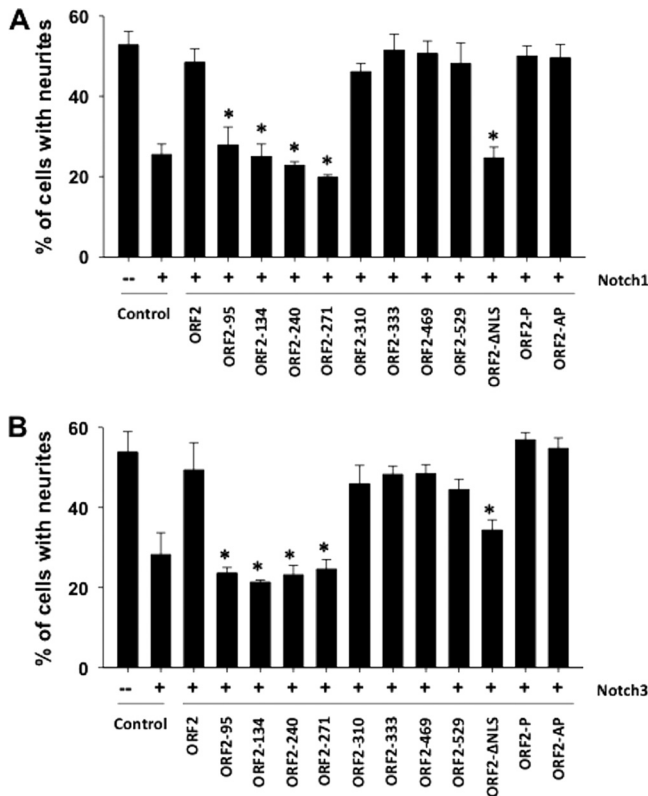 A
% of cells with neurites
60
40
20
0
* * * * *
-- + + + + + + + + + + + + Notch1
Control ORF2 ORF2-95 ORF2-134 ORF2-240 ORF2-271 ORF2-310 ORF2-333 ORF2-469 ORF2-529 ORF2-ΔNLS ORF2-P ORF2-AP
B
% of cells with neurites
60
40
20
0
* * * * *
-- + + + + + + + + + + + + Notch3
Control ORF2 ORF2-95 ORF2-134 ORF2-240 ORF2-271 ORF2-310 ORF2-333 ORF2-469 ORF2-529 ORF2-ΔNLS ORF2-P ORF2-AP